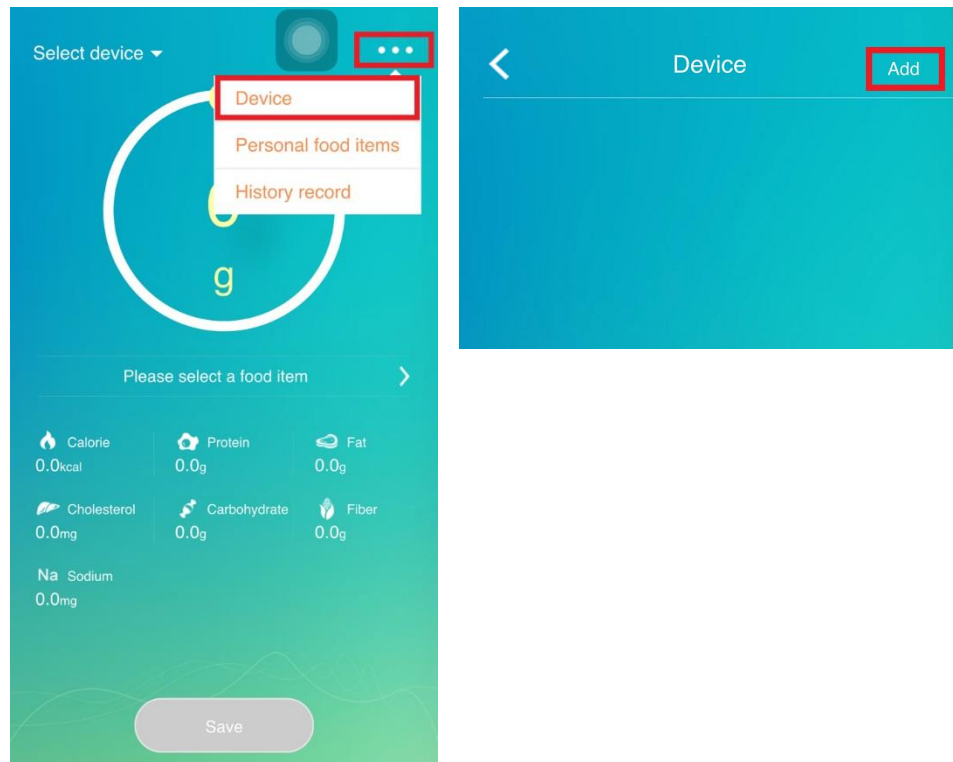 Select device
Device
Personal food items
History record
g
Please select a food item
Calorie
Protein
Fat
0.0kcal
0.0g
0.0g
Cholesterol
Carbohydrate
Fiber
0.0mg
0.0g
0.0g
Na Sodium
0.0mg
Save
Device
Add